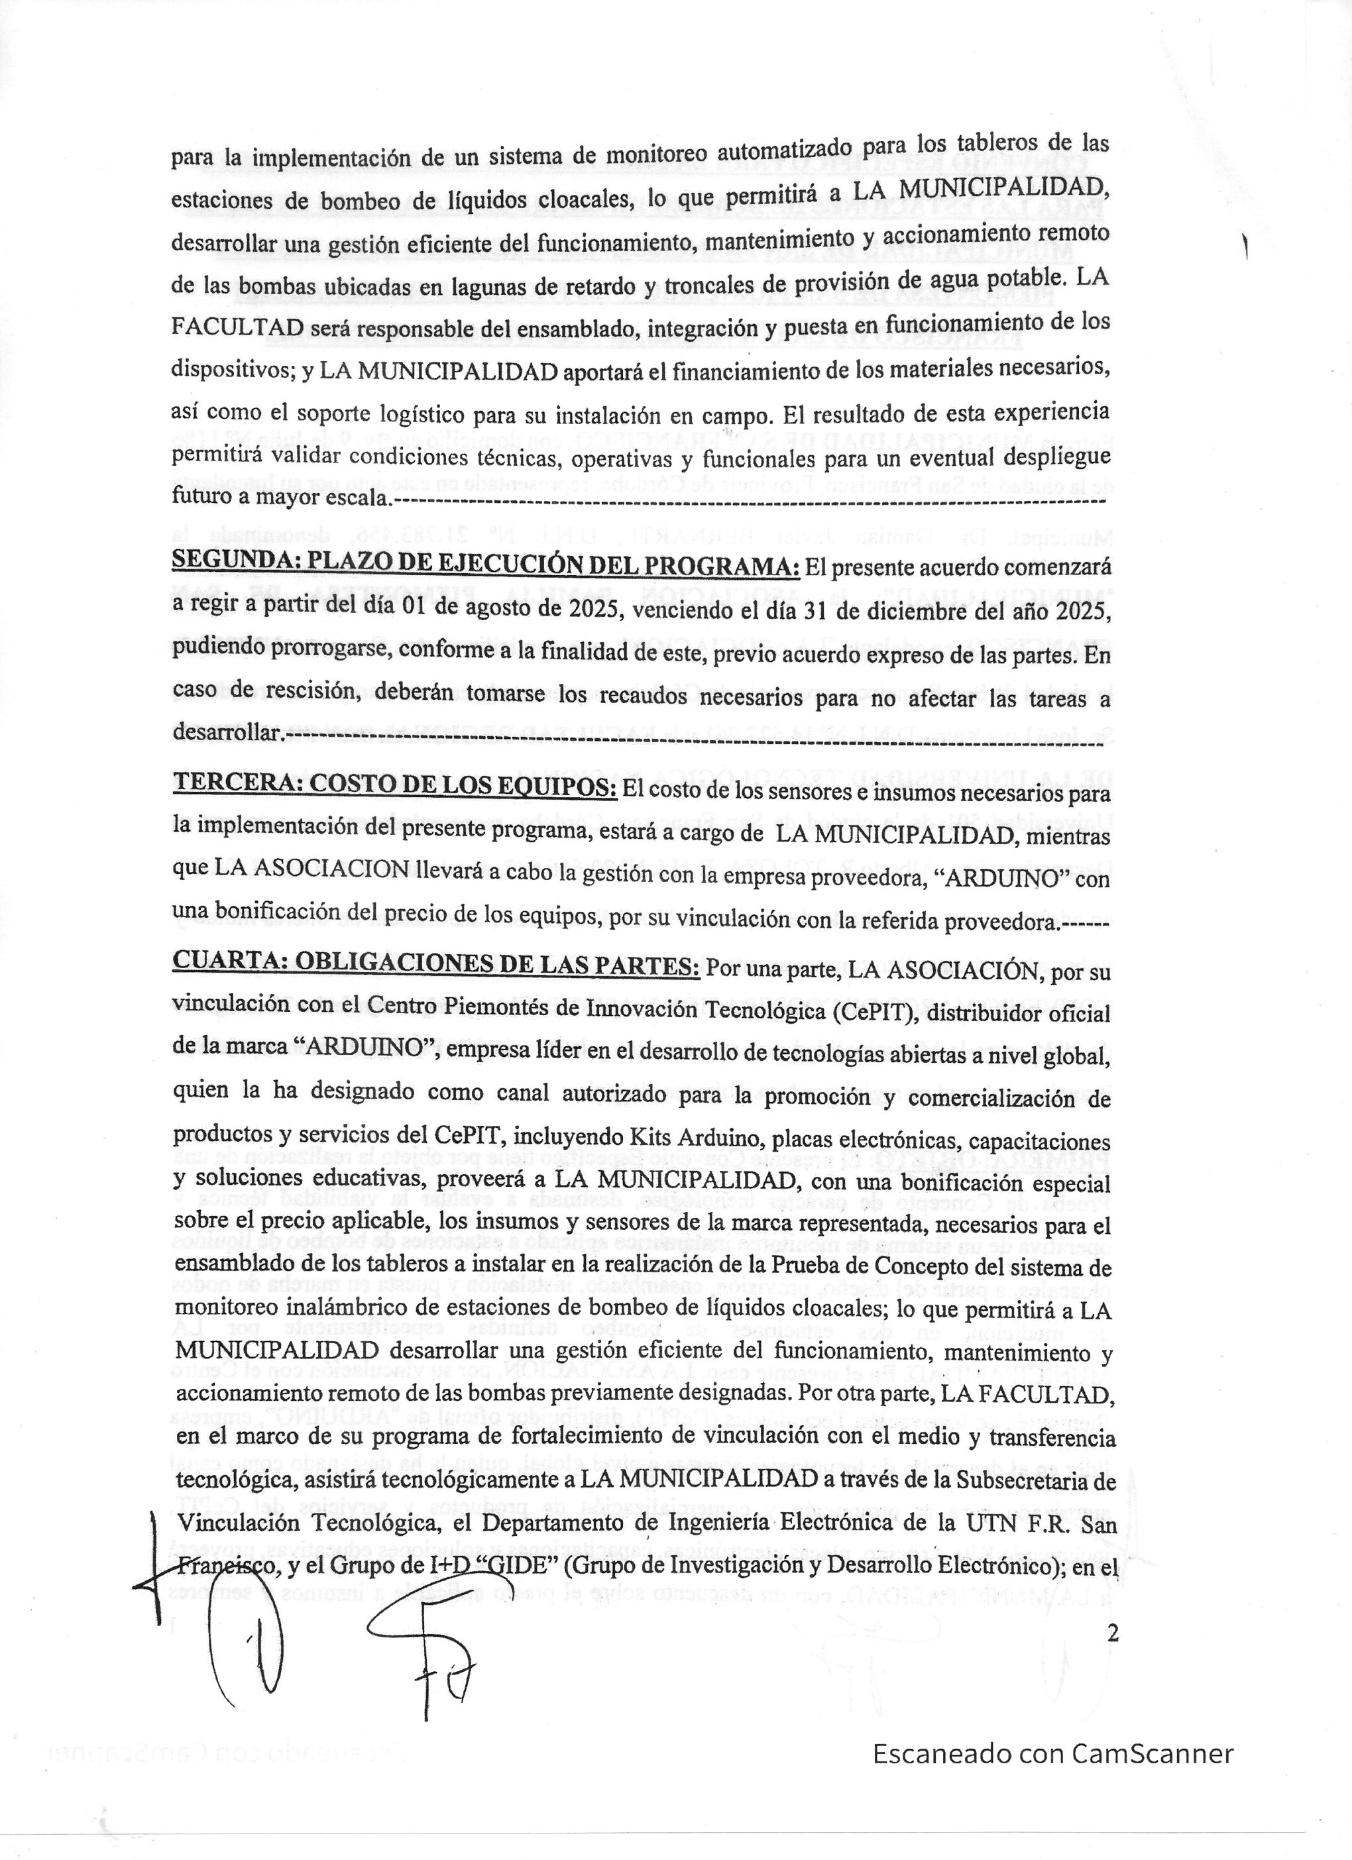 para la implementación de un sistema de monitoreo automatizado para los tableros de las
estaciones de bombeo de líquidos cloacales, lo que permitirá a LA MUNICIPALIDAD,
desarrollar una gestión eficiente del funcionamiento, mantenimiento y accionamiento remoto
de las bombas ubicadas en lagunas de retardo y troncales de provisión de agua potable. LA
FACULTAD será responsable del ensamblado, integración y puesta en funcionamiento de los
dispositivos; y LA MUNICIPALIDAD aportará el financiamiento de los materiales necesarios,
así como el soporte logístico para su instalación en campo. El resultado de esta experiencia
permitirá validar condiciones técnicas, operativas y funcionales para un eventual despliegue
futuro a mayor escala.------------------------------------------------------------------------
SEGUNDA: PLAZO DE EJECUCIÓN DEL PROGRAMA: El presente acuerdo comenzará
a regir a partir del día 01 de agosto de 2025, venciendo el día 31 de diciembre del año 2025,
pudiendo prorrogarse, conforme a la finalidad de este, previo acuerdo expreso de las partes. En
caso de rescisión, deberán tomarse los recaudos necesarios para no afectar las tareas a
desarrollar.------------------------------------------------------------------------------------
TERCERA: COSTO DE LOS EQUIPOS: El costo de los sensores e insumos necesarios para
la implementación del presente programa, estará a cargo de LA MUNICIPALIDAD, mientras
que LA ASOCIACION llevará a cabo la gestión con la empresa proveedora, “ARDUINO” con
una bonificación del precio de los equipos, por su vinculación con la referida proveedora.------
CUARTA: OBLIGACIONES DE LAS PARTES: Por una parte, LA ASOCIACIÓN, por su
vinculación con el Centro Piemontés de Innovación Tecnológica (CePIT), distribuidor oficial
de la marca “ARDUINO”, empresa líder en el desarrollo de tecnologías abiertas a nivel global,
quien la ha designado como canal autorizado para la promoción y comercialización de
productos y servicios del CePIT, incluyendo Kits Arduino, placas electrónicas, capacitaciones
y soluciones educativas, proveerá a LA MUNICIPALIDAD, con una bonificación especial
sobre el precio aplicable, los insumos y sensores de la marca representada, necesarios para el
ensamblado de los tableros a instalar en la realización de la Prueba de Concepto del sistema de
monitoreo inalámbrico de estaciones de bombeo de líquidos cloacales; lo que permitirá a LA
MUNICIPALIDAD desarrollar una gestión eficiente del funcionamiento, mantenimiento y
accionamiento remoto de las bombas previamente designadas. Por otra parte, LA FACULTAD,
en el marco de su programa de fortalecimiento de vinculación con el medio y transferencia
tecnológica, asistirá tecnológicamente a LA MUNICIPALIDAD a través de la Subsecretaria de
Vinculación Tecnológica, el Departamento de Ingeniería Electrónica de la UTN F.R. San
Francisco, y el Grupo de I+D “GIDE” (Grupo de Investigación y Desarrollo Electrónico); en el
2
Escaneado con CamScanner